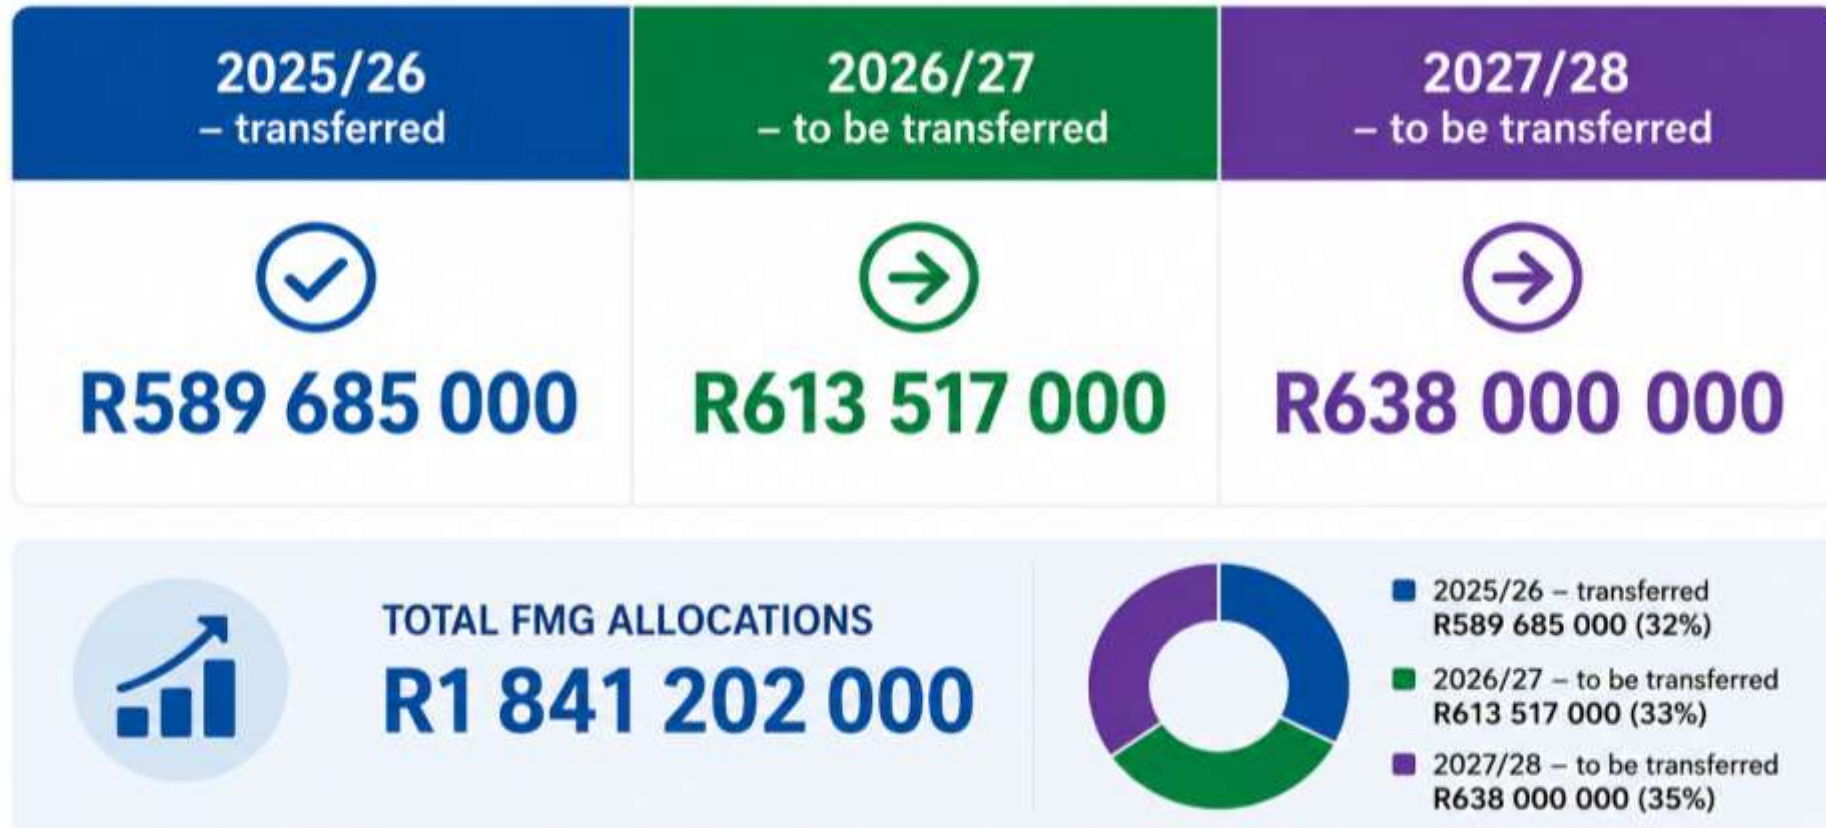 2025/26
– transferred
2026/27
– to be transferred
2027/28
– to be transferred
R589 685 000
R613 517 000
R638 000 000
TOTAL FMG ALLOCATIONS
R1 841 202 000
2025/26 – transferred
R589 685 000 (32%)
2026/27 – to be transferred
R613 517 000 (33%)
2027/28 – to be transferred
R638 000 000 (35%)